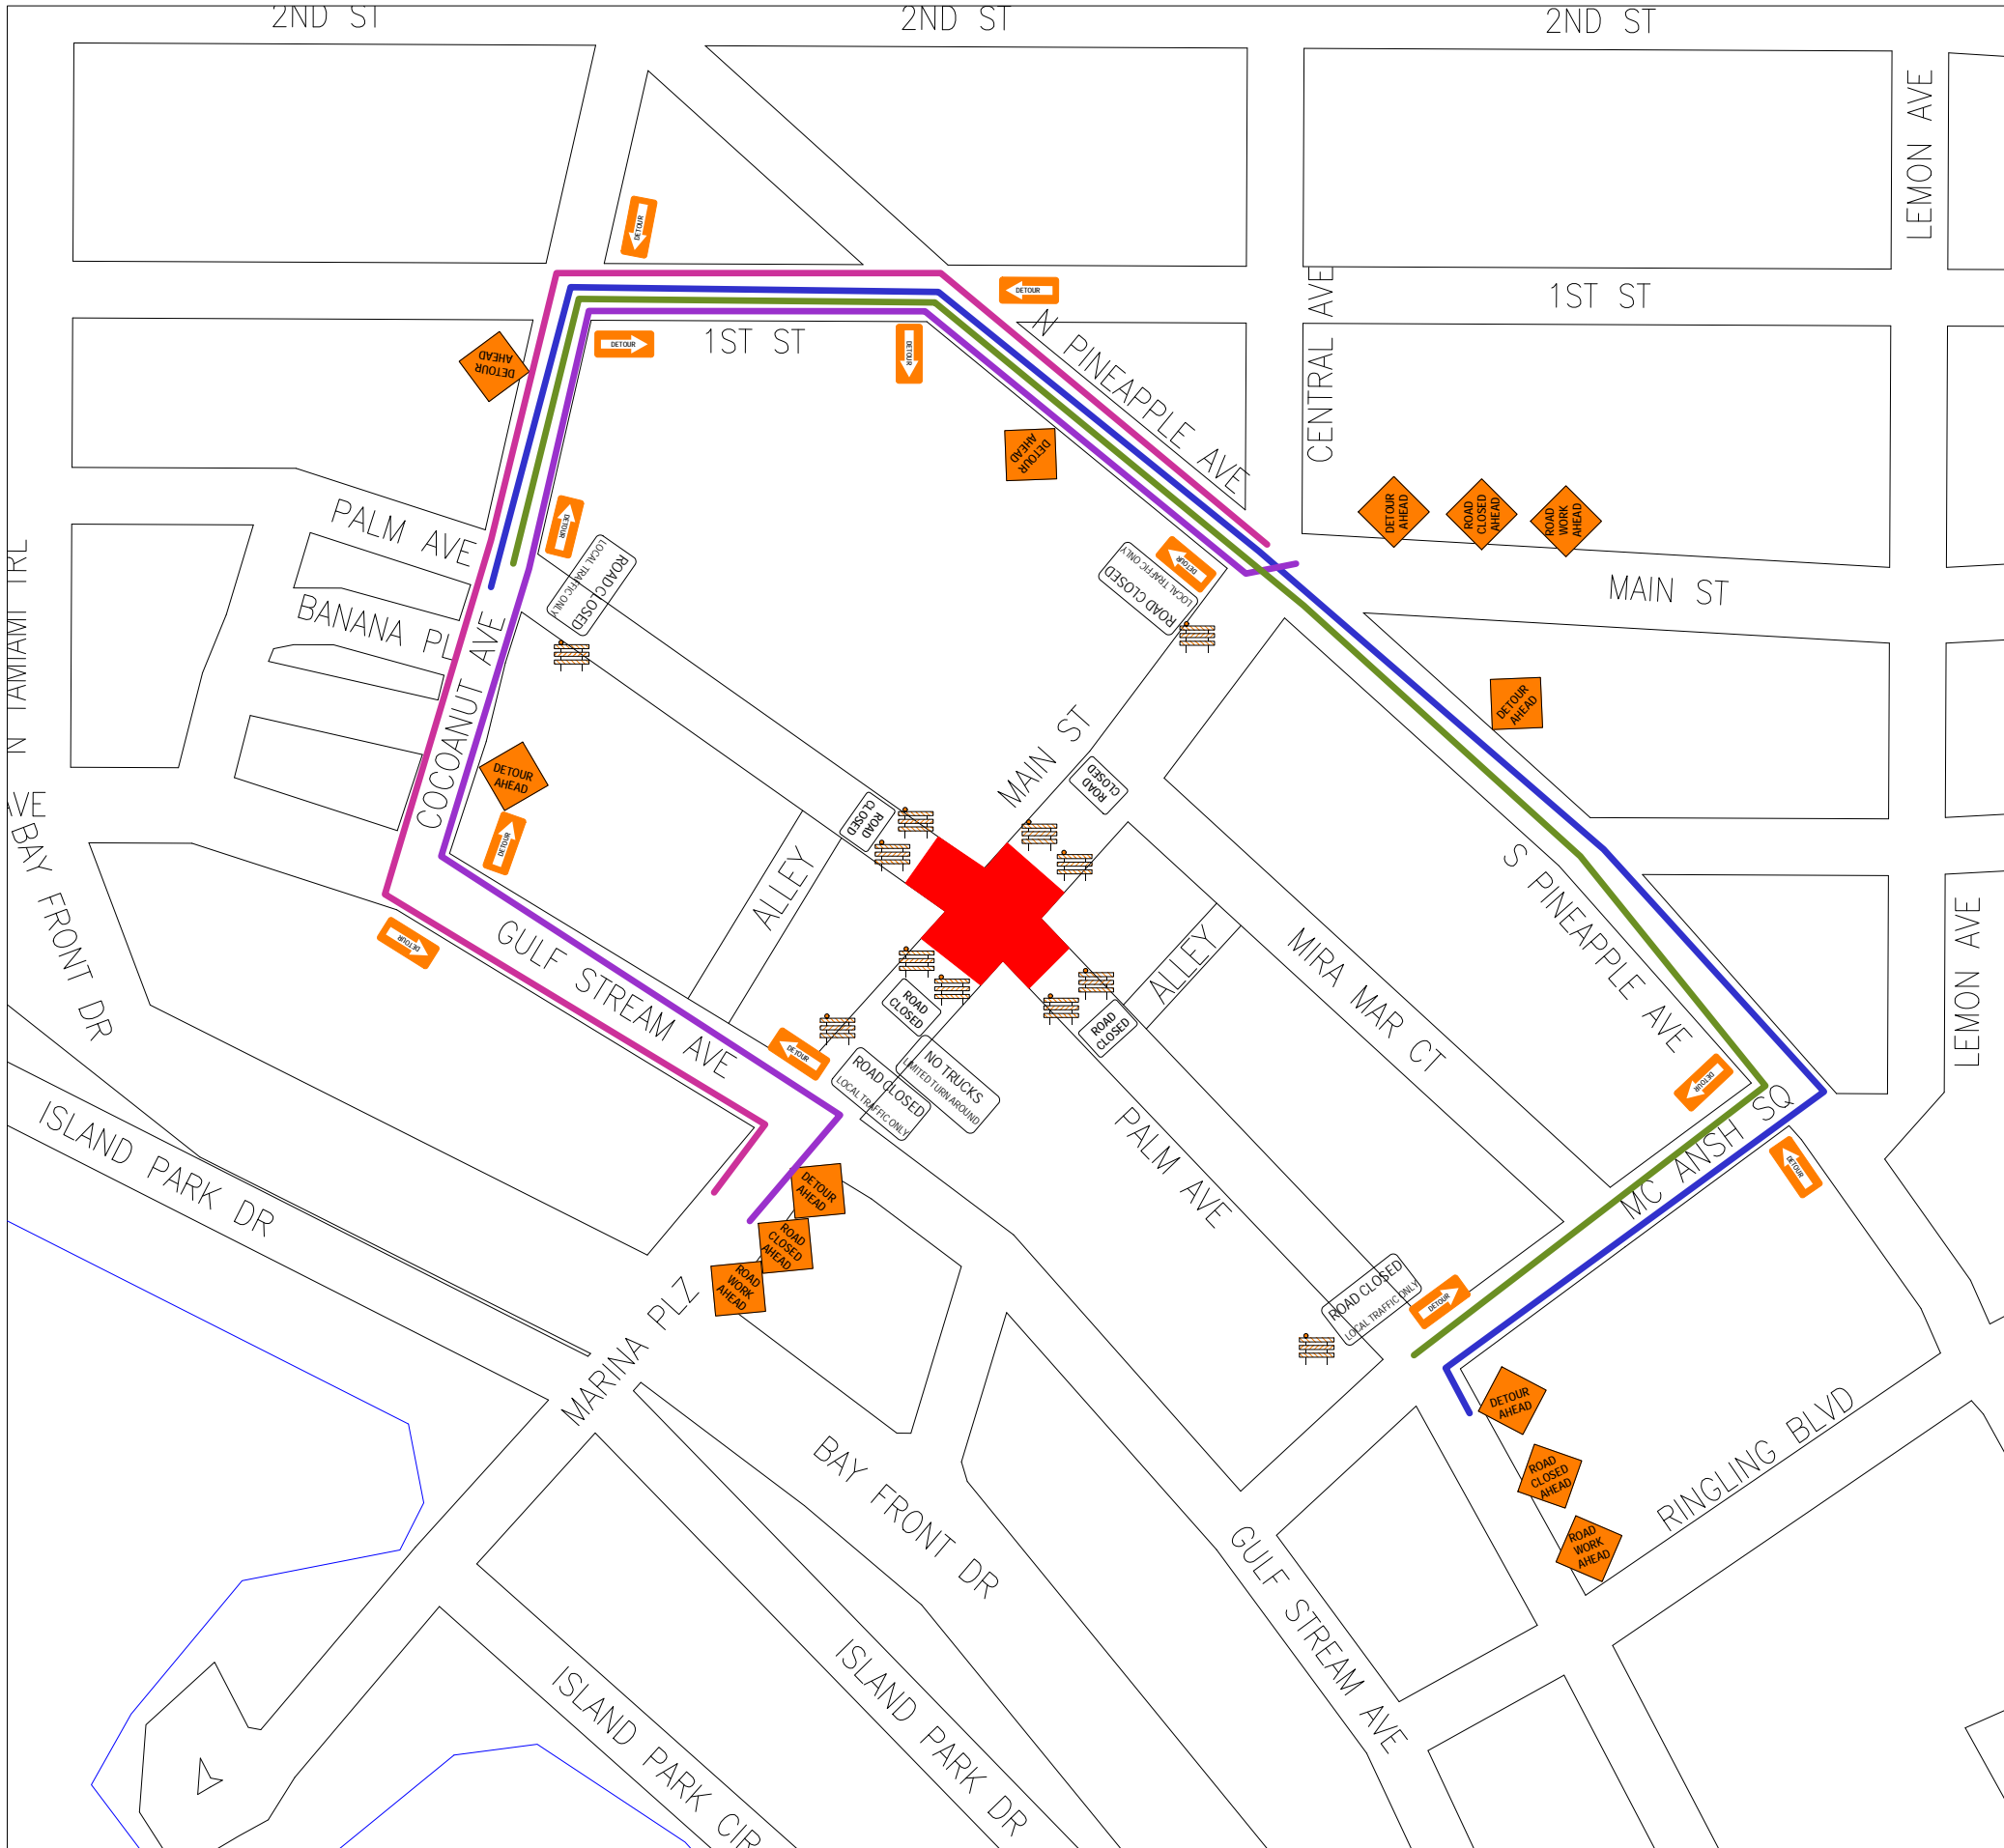 2ND ST
2ND ST
2ND ST
LEMON AVE
DETOUR
DETOUR
1ST ST
CENTRAL AVE
N PINEAPPLE AVE
DETOUR
1ST ST
DETOUR
DETOUR
AHEAD
DETOUR
AHEAD
DETOUR
AHEAD
ROAD
CLOSED
AHEAD
ROAD
WORK
AHEAD
PALM AVE
DETOUR
ROAD CLOSED
LOCAL TRAFFIC ONLY
DETOUR
ROAD CLOSED
LOCAL TRAFFIC ONLY
MAIN ST
N TAMIAMI TRL
BANANA PL
COCOANUT AVE
DETOUR
AHEAD
DETOUR
AHEAD
MAIN ST
ROAD
CLOSED
ROAD
CLOSED
AVE
BAY FRONT DR
DETOUR
ALLEY
S PINEAPPLE AVE
DETOUR
GULF STREAM AVE
ALLEY
MIRA MAR CT
LEMON AVE
ROAD
CLOSED
ROAD
CLOSED
DETOUR
ROAD CLOSED
LOCAL TRAFFIC ONLY
NO TRUCKS
LIMITED TURN AROUND
DETOUR
MC ANSH SQ
DETOUR
ISLAND PARK DR
PALM AVE
DETOUR
AHEAD
ROAD
CLOSED
AHEAD
ROAD
WORK
AHEAD
MARINA PLZ
ROAD CLOSED
LOCAL TRAFFIC ONLY
DETOUR
DETOUR
AHEAD
ROAD
CLOSED
AHEAD
ROAD
WORK
AHEAD
RINGLING BLVD
BAY FRONT DR
GULF STREAM AVE
ISLAND PARK DR
ISLAND PARK CIR